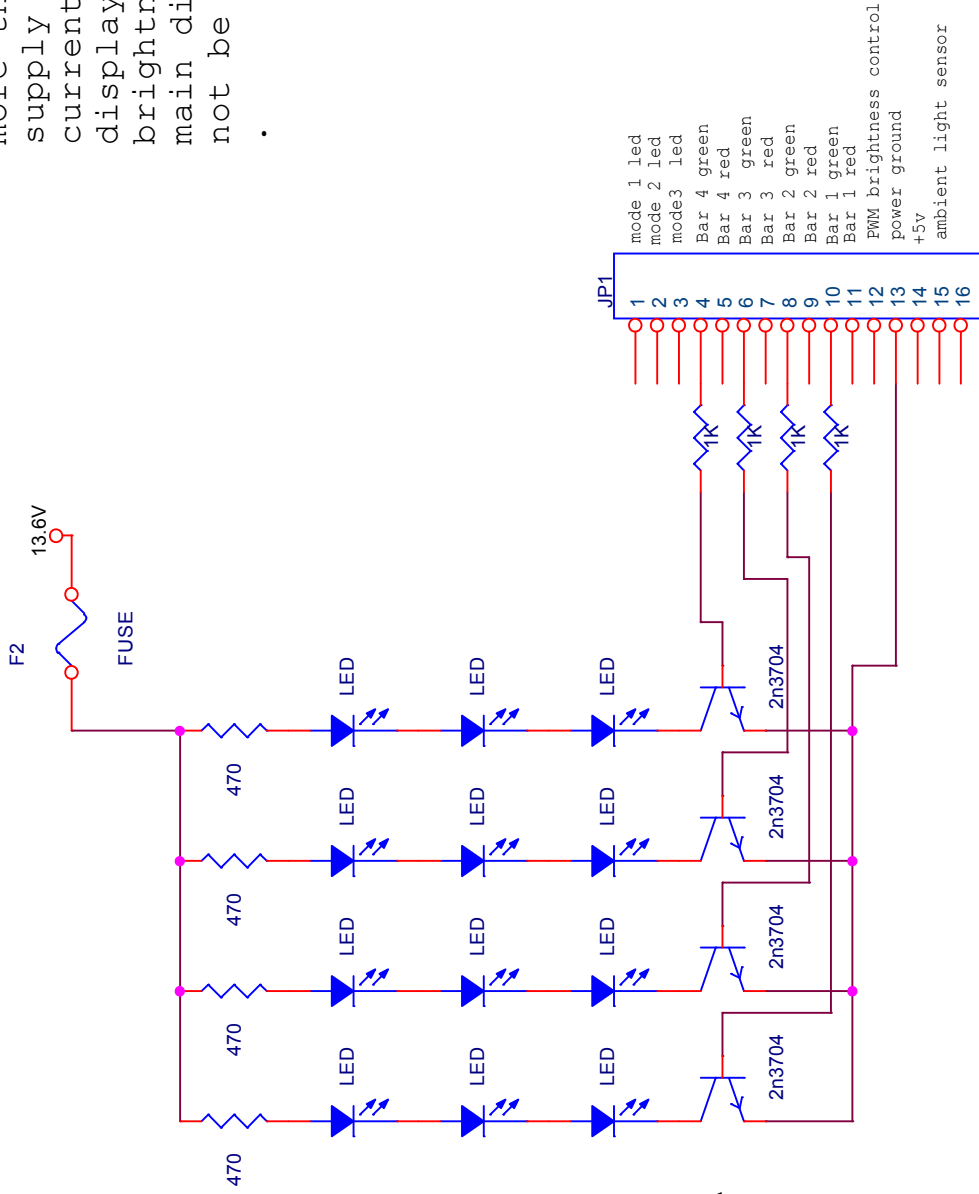 more th
supply
current
display
brightn
main di
not be
.
mode 1 led
mode 2 led
mode3 led
Bar 4 green
Bar 4 red
Bar 3 green
Bar 3 red
Bar 2 green
Bar 2 red
Bar 1 green
Bar 1 red
PWM brightness control
power ground
+5v
ambient light sensor
JP1
1
2
3
4
5
6
7
8
9
10
11
12
13
14
15
16
1K
1K
1K
1K
13.6V
F2
FUSE
470
LED
LED
LED
2n3704
470
LED
LED
LED
2n3704
470
LED
LED
LED
2n3704
470
LED
LED
LED
2n3704